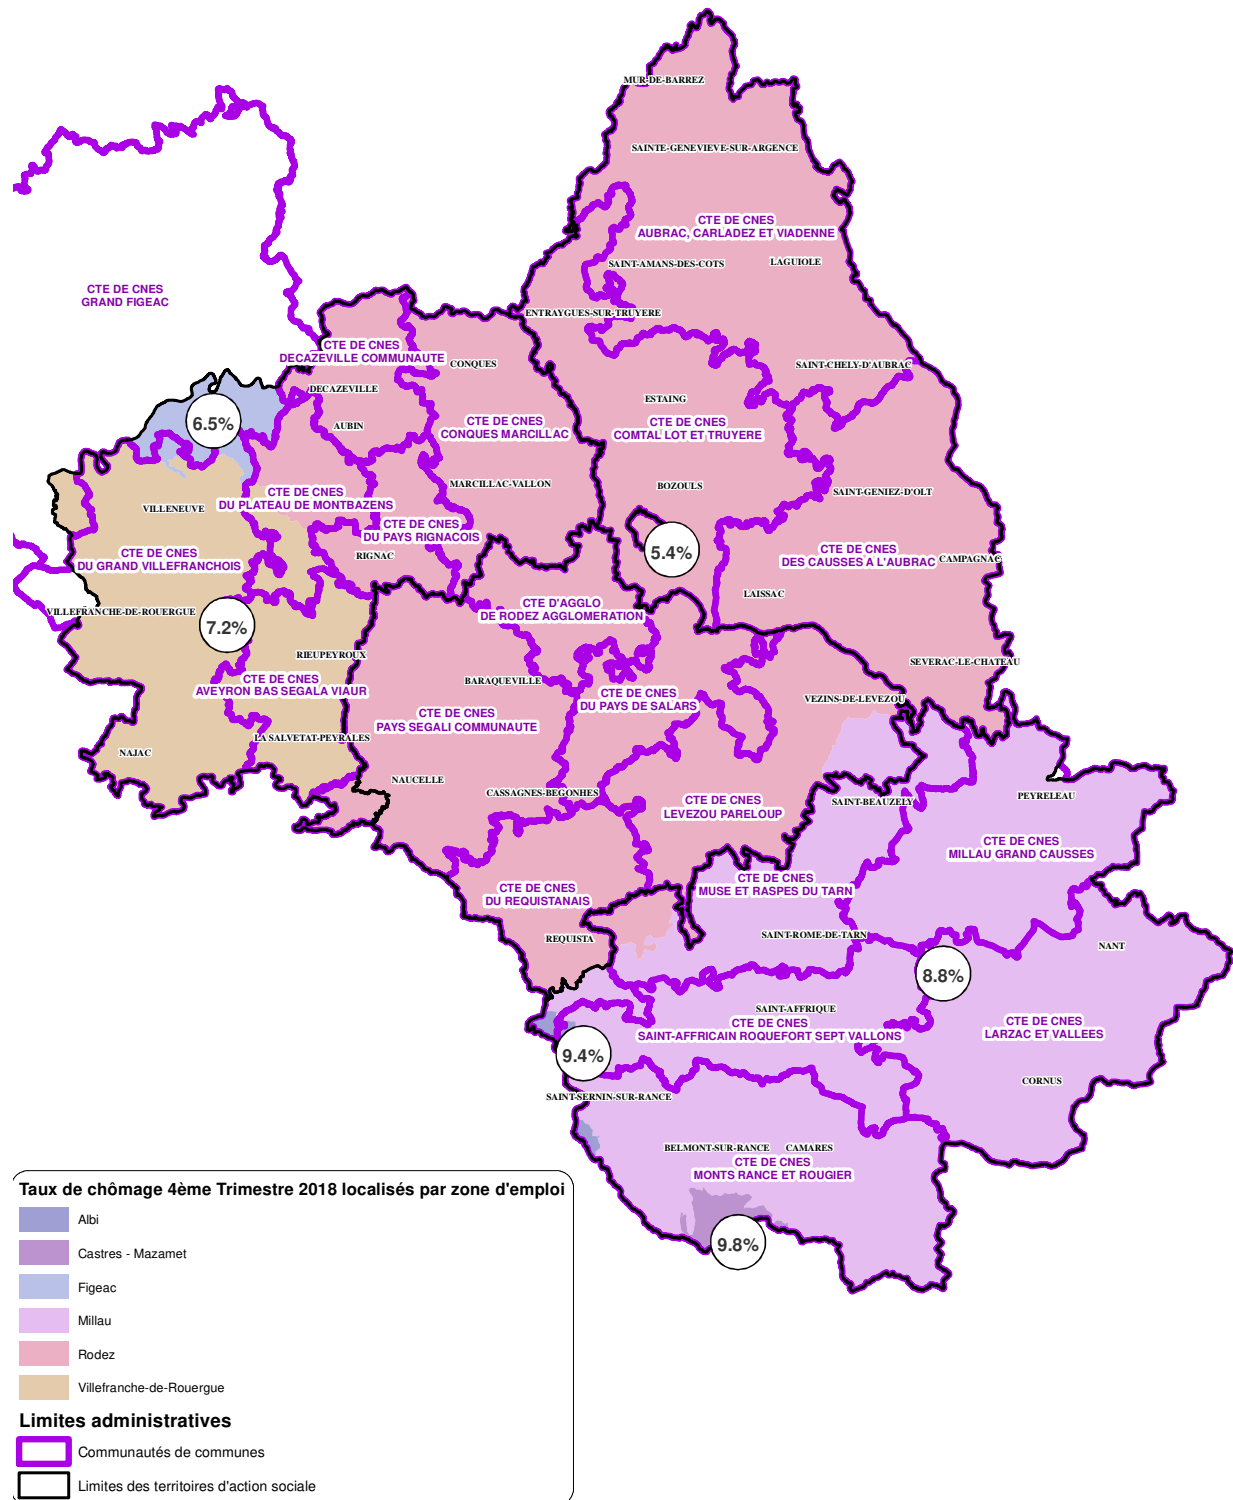 MUR-DE-BARREZ
SAINTE-GENEVIEVE-SUR-ARGENCE
CTE DE CNES
AUBRAC, CARLADEZ ET VIADENNE
SAINT-AMANS-DES-COTS
LAGUIOLE
CTE DE CNES
GRAND FIGEAC
ENTRAYGUES-SUR-TRUYERE
CTE DE CNES
DECAZEVILLE COMMUNAUTE
CONQUES
SAINT-CHELY-D'AUBRAC
DECAZEVILLE
ESTAING
6.5%
AUBIN
CTE DE CNES
CONQUES MARCILLAC
CTE DE CNES
COMTAL LOT ET TRUYERE
MARCILLAC-VALLON
BOZOULS
SAINT-GENIEZ-D'OLT
CTE DE CNES
DU PLATEAU DE MONTBAZENS
VILLENEUVE
CTE DE CNES
DU PAYS RIGNACOIS
RIGNAC
5.4%
CTE DE CNES
DES CAUSSES A L'AUBRAC
CAMPAGNAC
CTE DE CNES
DU GRAND VILLEFRANCHOIS
LAISSAC
VILLEFRANCHE-DE-ROUERGUE
CTE D'AGGLO
DE RODEZ AGGLOMERATION
7.2%
RIEUPEYROUX
SEVERAC-LE-CHATEAU
CTE DE CNES
AVEYRON BAS SEGALA VIAUR
BARAQUEVILLE
CTE DE CNES
DU PAYS DE SALARS
VEZINS-DE-LEVEZOU
CTE DE CNES
PAYS SEGALI COMMUNAUTE
LA SALVETAT-PEYRALES
NAJAC
NAUCELLE
CASSAGNES-BEGONHES
SAINT-BEAUZELY
PEYRELEAU
CTE DE CNES
LEVEZOU PARELOUP
CTE DE CNES
MILLAU GRAND CAUSSES
CTE DE CNES
MUSE ET RASPES DU TARN
CTE DE CNES
DU REQUISTANAIS
REQUISTA
SAINT-ROME-DE-TARN
NANT
8.8%
SAINT-AFFRIQUE
CTE DE CNES
SAINT-AFFRICAIN ROQUEFORT SEPT VALLONS
CTE DE CNES
LARZAC ET VALLEES
9.4%
CORNUS
SAINT-SERNIN-SUR-RANCE
BELMONT-SUR-RANCE
CAMARES
CTE DE CNES
MONTS RANCE ET ROUGIER
9.8%
Taux de chômage 4ème Trimestre 2018 localisés par zone d'emploi
Albi
Castres - Mazamet
Figeac
Millau
Rodez
Villefranche-de-Rouergue
Limites administratives
Communautés de communes
Limites des territoires d'action sociale